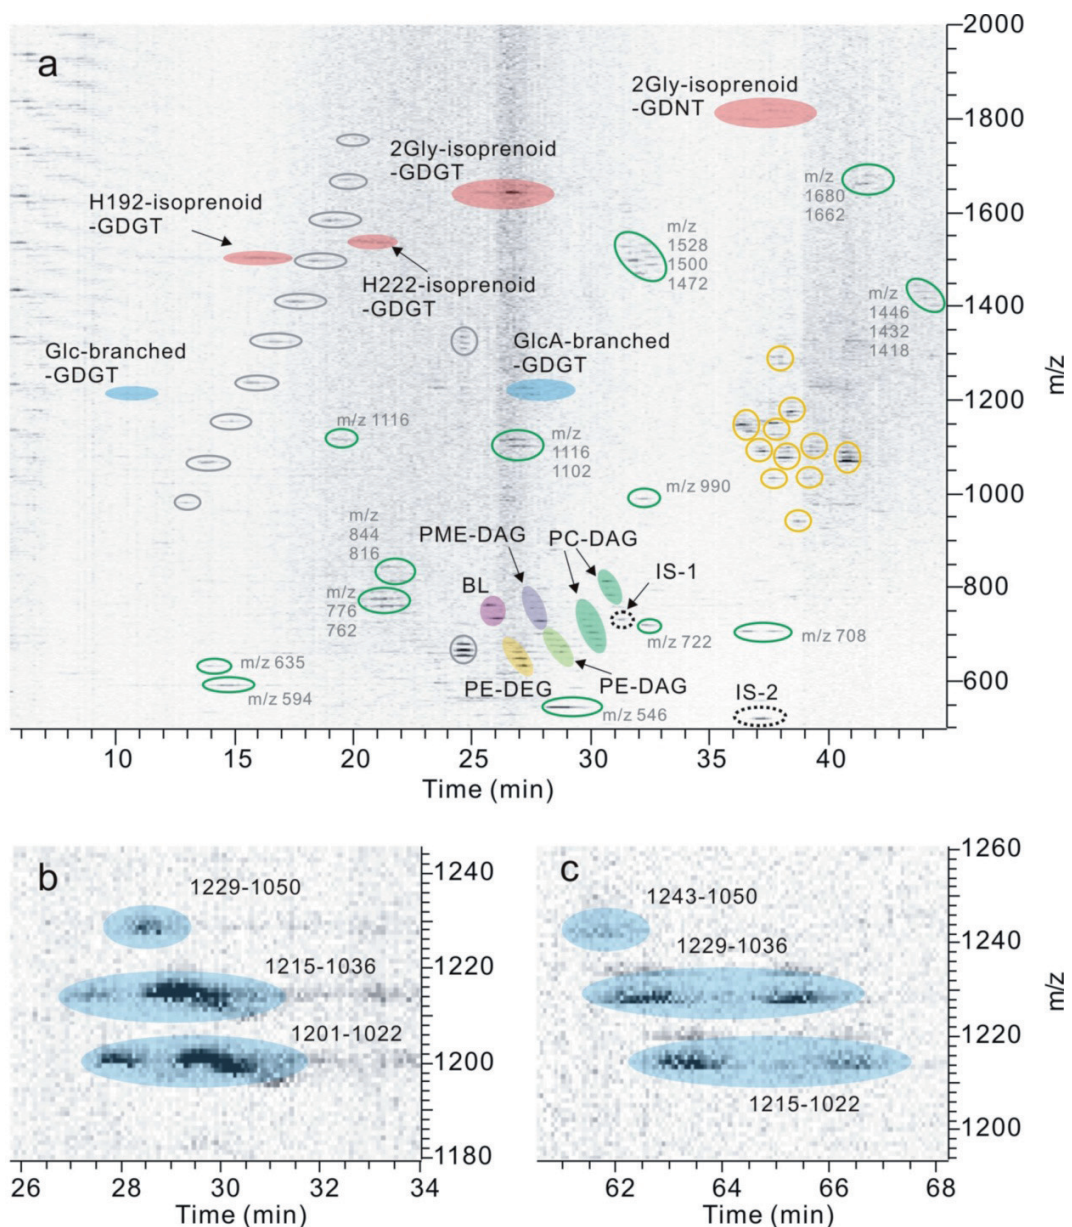 a
2000
2Gly-isoprenoid
-GDNT
1800
2Gly-isoprenoid
-GDGT
m/z
1680
1662
H192-isoprenoid
-GDGT
1600
m/z
1528
1500
1472
H222-isoprenoid
-GDGT
m/z
1446
1432
1418
1400
m/z
Glc-branched
-GDGT
GlcA-branched
-GDGT
1200
m/z 1116
m/z
1116
1102
m/z 990
1000
m/z
844
816
PME-DAG
PC-DAG
BL
IS-1
800
m/z
776
762
m/z 722
m/z 708
m/z 635
m/z 594
PE-DEG
PE-DAG
IS-2
600
m/z 546
10
15
20
25
30
35
40
Time (min)
b
1240
1229-1050
1220
1215-1036
1201-1022
1200
1180
28
30
32
34
Time (min)
c
1260
1243-1050
1240
1229-1036
m/z
1220
1215-1022
1200
62
64
66
68
Time (min)